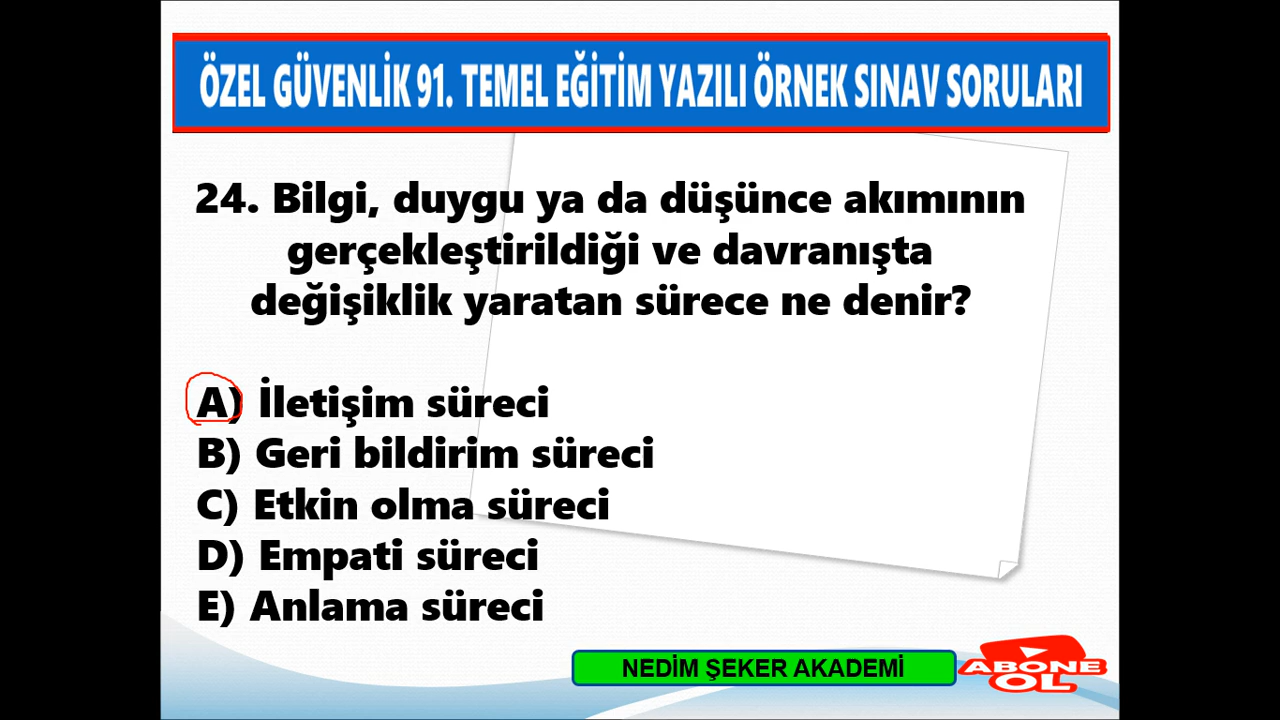 ÖZEL GÜVENLİK 91. TEMEL EĞİTİM YAZILI ÖRNEK SINAV SORULARI
24. Bilgi, duygu ya da düşünce akımının
gerçekleştirildiği ve davranışta
değişiklik yaratan sürece ne denir?
A) İletişim süreci
B) Geri bildirim süreci
C) Etkin olma süreci
D) Empati süreci
E) Anlama süreci
NEDİM ŞEKER AKADEMİ
ABONE
OL